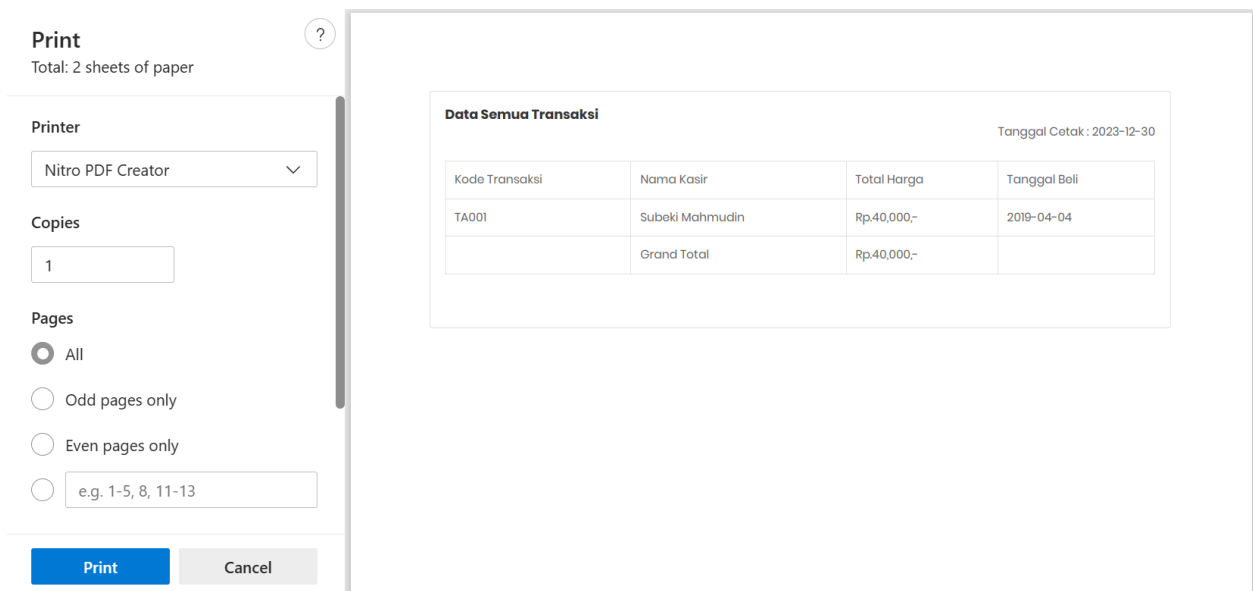 Print
?
Total: 2 sheets of paper
Printer
Nitro PDF Creator
Copies
1
Pages
All
Odd pages only
Even pages only
e.g. 1-5, 8, 11-13
Print Cancel
Data Semua Transaksi
Tanggal Cetak : 2023-12-30
Kode Transaksi Nama Kasir Total Harga Tanggal Beli
TA001 Subeki Mahmudin Rp.40,000,- 2019-04-04
Grand Total Rp.40,000,-